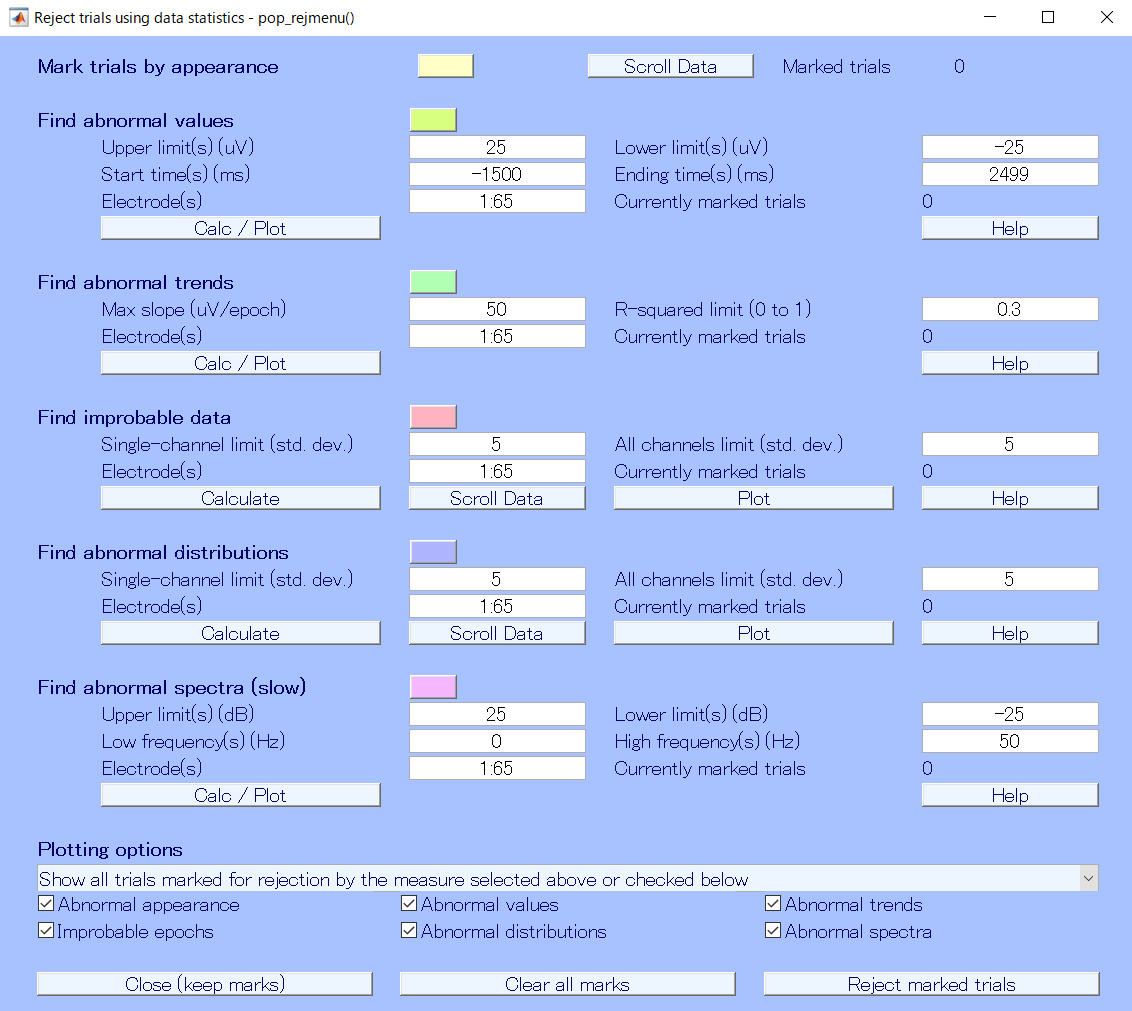 Reject trials using data statistics - pop_rejmenu()
Mark trials by appearance Scroll Data Marked trials 0
Find abnormal values
Upper limit(s) (uV) 25 Lower limit(s) (uV) -25
Start time(s) (ms) -1500 Ending time(s) (ms) 2499
Electrode(s) 1:65 Currently marked trials 0
Calc / Plot Help
Find abnormal trends
Max slope (uV/epoch) 50 R-squared limit (0 to 1) 0.3
Electrode(s) 1:65 Currently marked trials 0
Calc / Plot Help
Find improbable data
Single-channel limit (std. dev.) 5 All channels limit (std. dev.) 5
Electrode(s) 1:65 Currently marked trials 0
Calculate Scroll Data Plot Help
Find abnormal distributions
Single-channel limit (std. dev.) 5 All channels limit (std. dev.) 5
Electrode(s) 1:65 Currently marked trials 0
Calculate Scroll Data Plot Help
Find abnormal spectra (slow)
Upper limit(s) (dB) 25 Lower limit(s) (dB) -25
Low frequency(s) (Hz) 0 High frequency(s) (Hz) 50
Electrode(s) 1:65 Currently marked trials 0
Calc / Plot Help
Plotting options
Show all trials marked for rejection by the measure selected above or checked below
Abnormal appearance Abnormal values Abnormal trends
Improbable epochs Abnormal distributions Abnormal spectra
Close (keep marks) Clear all marks Reject marked trials